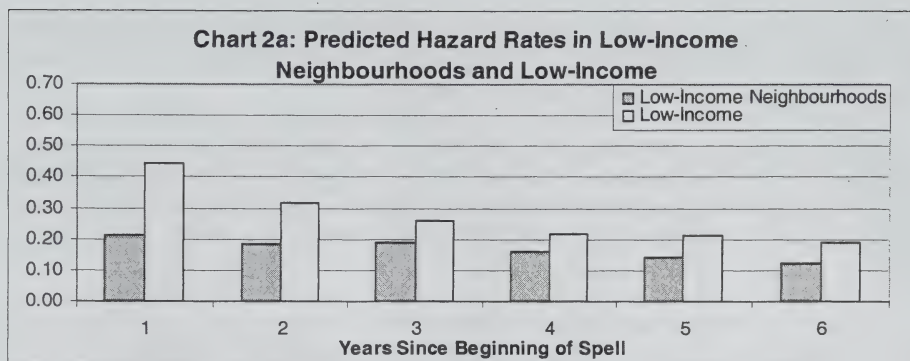 Chart 2a: Predicted Hazard Rates in Low-Income
Neighbourhoods and Low-Income
0.70
0.60
0.50
0.40
0.30
0.20
0.10
0.00
Low-Income Neighbourhoods
Low-Income
1 2 3 4 5 6
Years Since Beginning of Spell